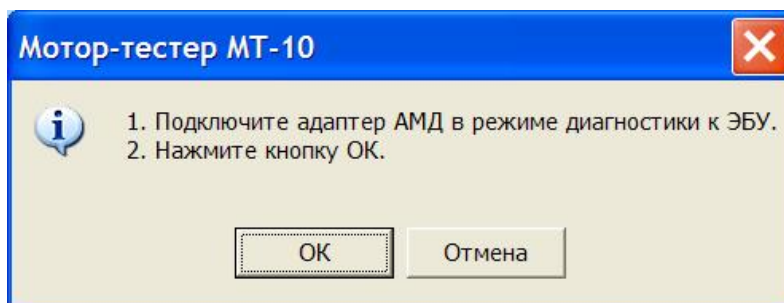 Мотор-тестер МТ-10
1. Подключите адаптер АМД в режиме диагностики к ЭБУ.
2. Нажмите кнопку ОК.
ОК Отмена